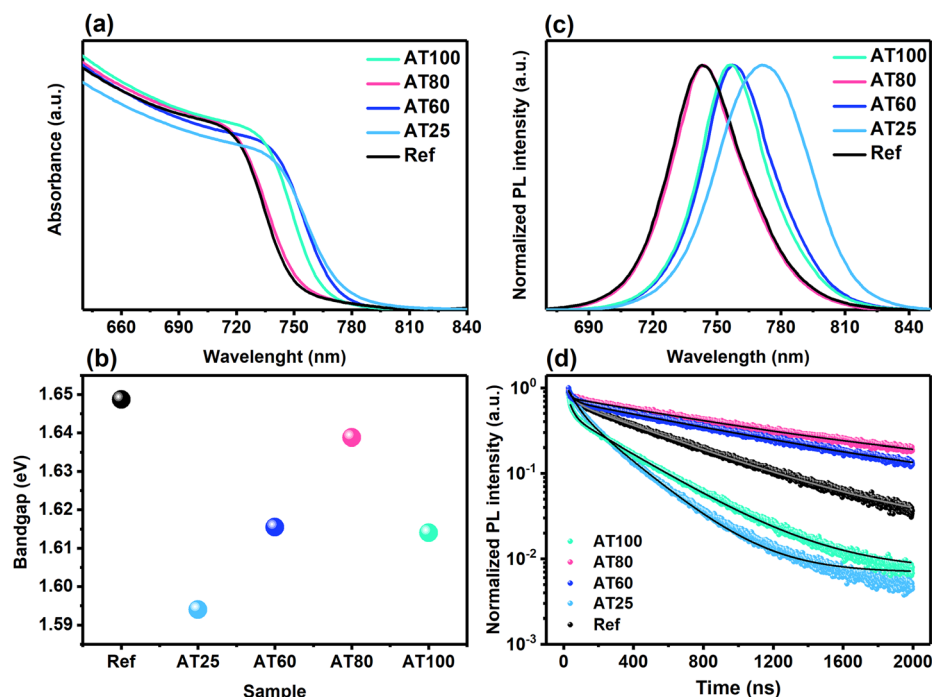 (a)
AT100
AT80
AT60
AT25
Ref
Absorbance (a.u.)
660 690 720 750 780 810 840
Wavelenght (nm)
(c)
AT100
AT80
AT60
AT25
Ref
Normalized PL intensity (a.u.)
690 720 750 780 810 840
Wavelength (nm)
(b)
1.65
1.64
1.63
1.62
1.61
1.60
1.59
Bandgap (eV)
Ref AT25 AT60 AT80 AT100
Sample
(d)
10^0
10^-1
10^-2
10^-3
Normalized PL intensity (a.u.)
AT100
AT80
AT60
AT25
Ref
0 400 800 1200 1600 2000
Time (ns)